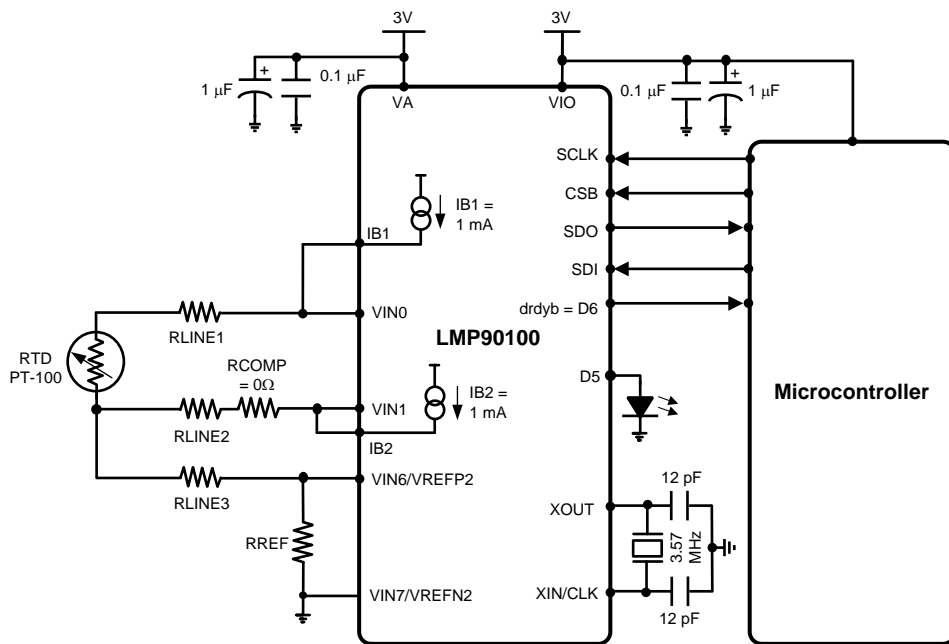 3V
3V
1 µF
+
0.1 µF
VA
VIO
0.1 µF
+
1 µF
SCLK
CSB
SDO
SDI
drdyb = D6
IB1
IB1 =
1 mA
RLINE1
VIN0
LMP90100
RTD
PT-100
RCOMP
= 0Ω
RLINE2
VIN1
IB2
IB2 =
1 mA
D5
Microcontroller
RLINE3
VIN6/VREFP2
RREF
VIN7/VREFN2
XOUT
12 pF
3.57
MHz
XIN/CLK
12 pF